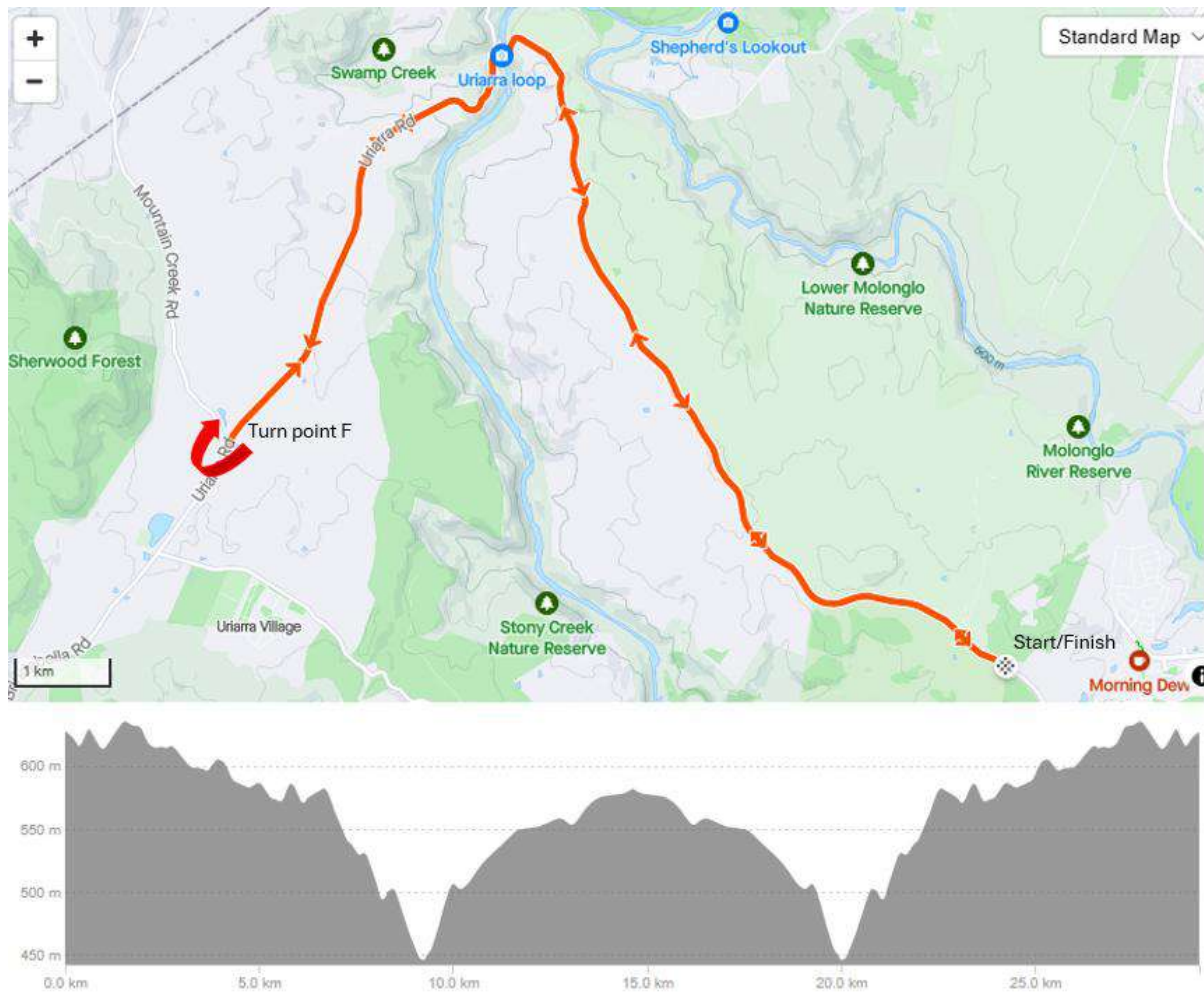 +
−
Standard Map
Shepherd's Lookout
Swamp Creek
Uriarra loop
Uriarra Rd
Mountain Creek Rd
Lower Molonglo
Nature Reserve
Sherwood Forest
600 m
Turn point F
Molonglo
River Reserve
Uriarra Village
Stony Creek
Nature Reserve
Start/Finish
1 km
Morning Dew
600 m
550 m
500 m
450 m
0.0 km
5.0 km
10.0 km
15.0 km
20.0 km
25.0 km